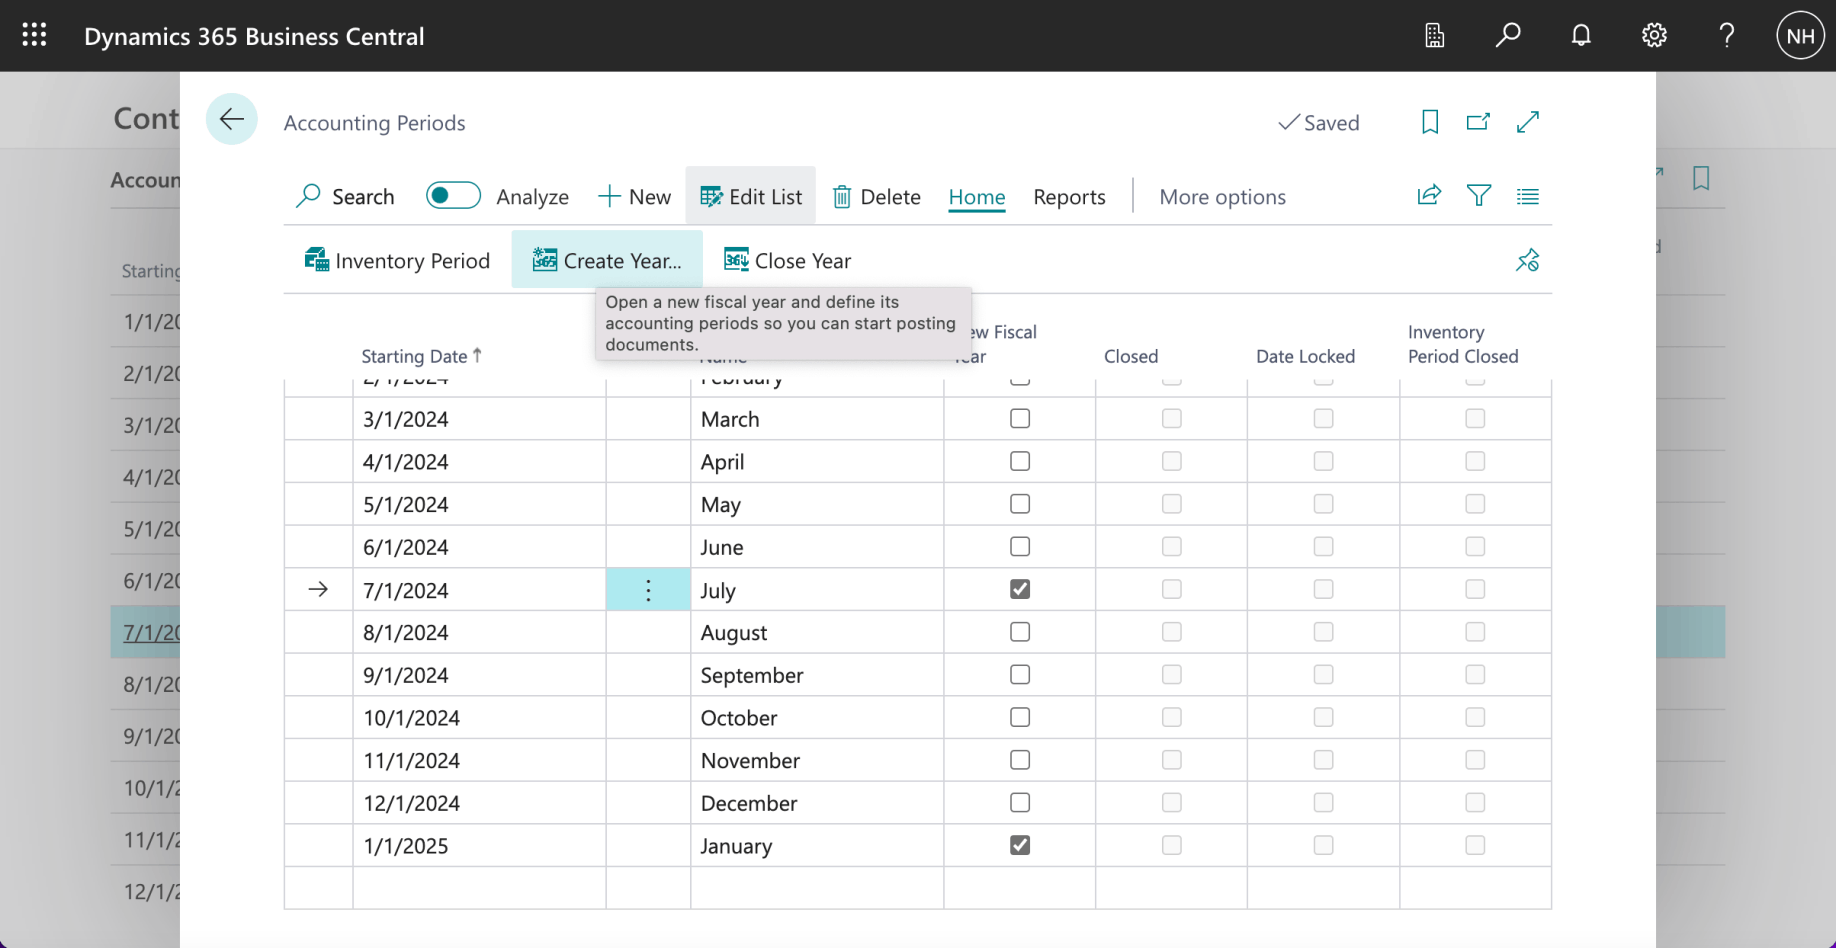 Dynamics 365 Business Central
NH
Cont
Accounting Periods
Saved
Accoun
Search
Analyze
New
Edit List
Delete
Home
Reports
More options
Inventory Period
Create Year...
Close Year
Open a new fiscal year and define its
accounting periods so you can start posting
documents.
Starting
Starting Date
Name
ew Fiscal
ear
Closed
Date Locked
Inventory
Period Closed
2/1/2024 February
3/1/2024 March
4/1/2024 April
5/1/2024 May
6/1/2024 June
7/1/2024 July
8/1/2024 August
9/1/2024 September
10/1/2024 October
11/1/2024 November
12/1/2024 December
1/1/2025 January
1/1/20
2/1/20
3/1/20
4/1/20
5/1/20
6/1/20
7/1/20
8/1/20
9/1/20
10/1/2
11/1/2
12/1/2